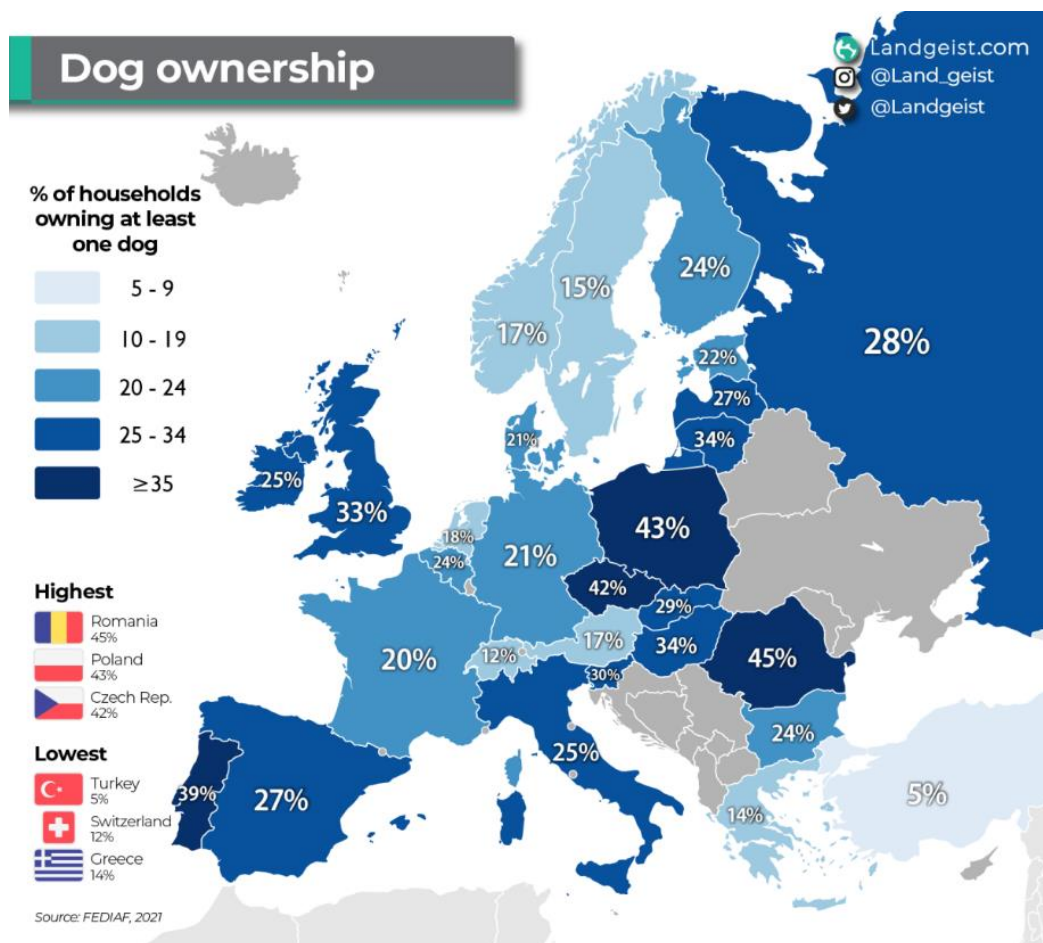 Dog ownership
Landgeist.com
@Land_geist
@Landgeist
% of households
owning at least
one dog
5 - 9
10 - 19
20 - 24
25 - 34
≥35
Highest
Romania
45%
Poland
43%
Czech Rep.
42%
Lowest
Turkey
5%
Switzerland
12%
Greece
14%
Source: FEDIAF, 2021
24%
15%
17%
28%
22%
27%
34%
21%
25%
33%
18%
24%
21%
43%
42%
29%
20%
12%
17%
34%
45%
30%
25%
24%
39%
27%
14%
5%